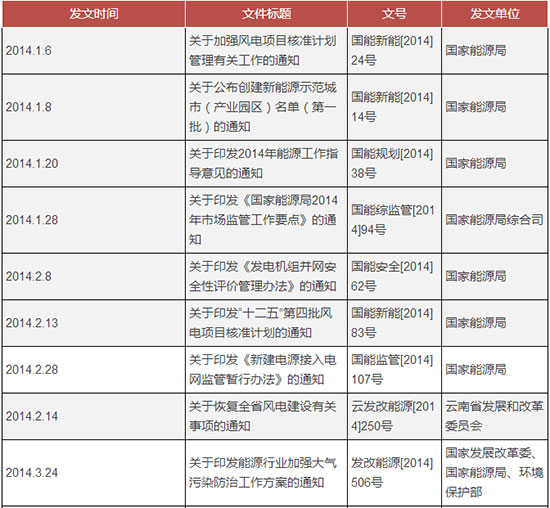 发文时间 文件标题 文号 发文单位
2014.1.6 关于加强风电项目核准计划 国能新能[2014] 国家能源局
管理有关工作的通知 24号
2014.1.8 关于公布创建新能源示范城 国能新能[2014] 国家能源局
市（产业园区）名单（第一 14号
批）的通知
2014.1.20 关于印发2014年能源工作指 国能规划[2014] 国家能源局
导意见的通知 38号
2014.1.28 关于印发《国家能源局2014 国能综监管[201 国家能源局综合司
年市场监管工作要点》的通 4]94号
知
2014.2.8 关于印发《发电机组并网安 国能安全[2014] 国家能源局
全性评价管理办法》的通知 62号
2014.2.13 关于印发“十二五”第四批风 国能新能[2014] 国家能源局
电项目核准计划的通知 83号
2014.2.28 关于印发《新建电源接入电 国能监管[2014] 国家能源局
网监管暂行办法》的通知 107号
2014.2.14 关于恢复全省风电建设有关 云发改能源[201 云南省发展和改革
事项的通知 4]250号 委员会
2014.3.24 关于印发能源行业加强大气 发改能源[2014] 国家发展改革委、
污染防治工作方案的通知 506号 国家能源局、环境
保护部